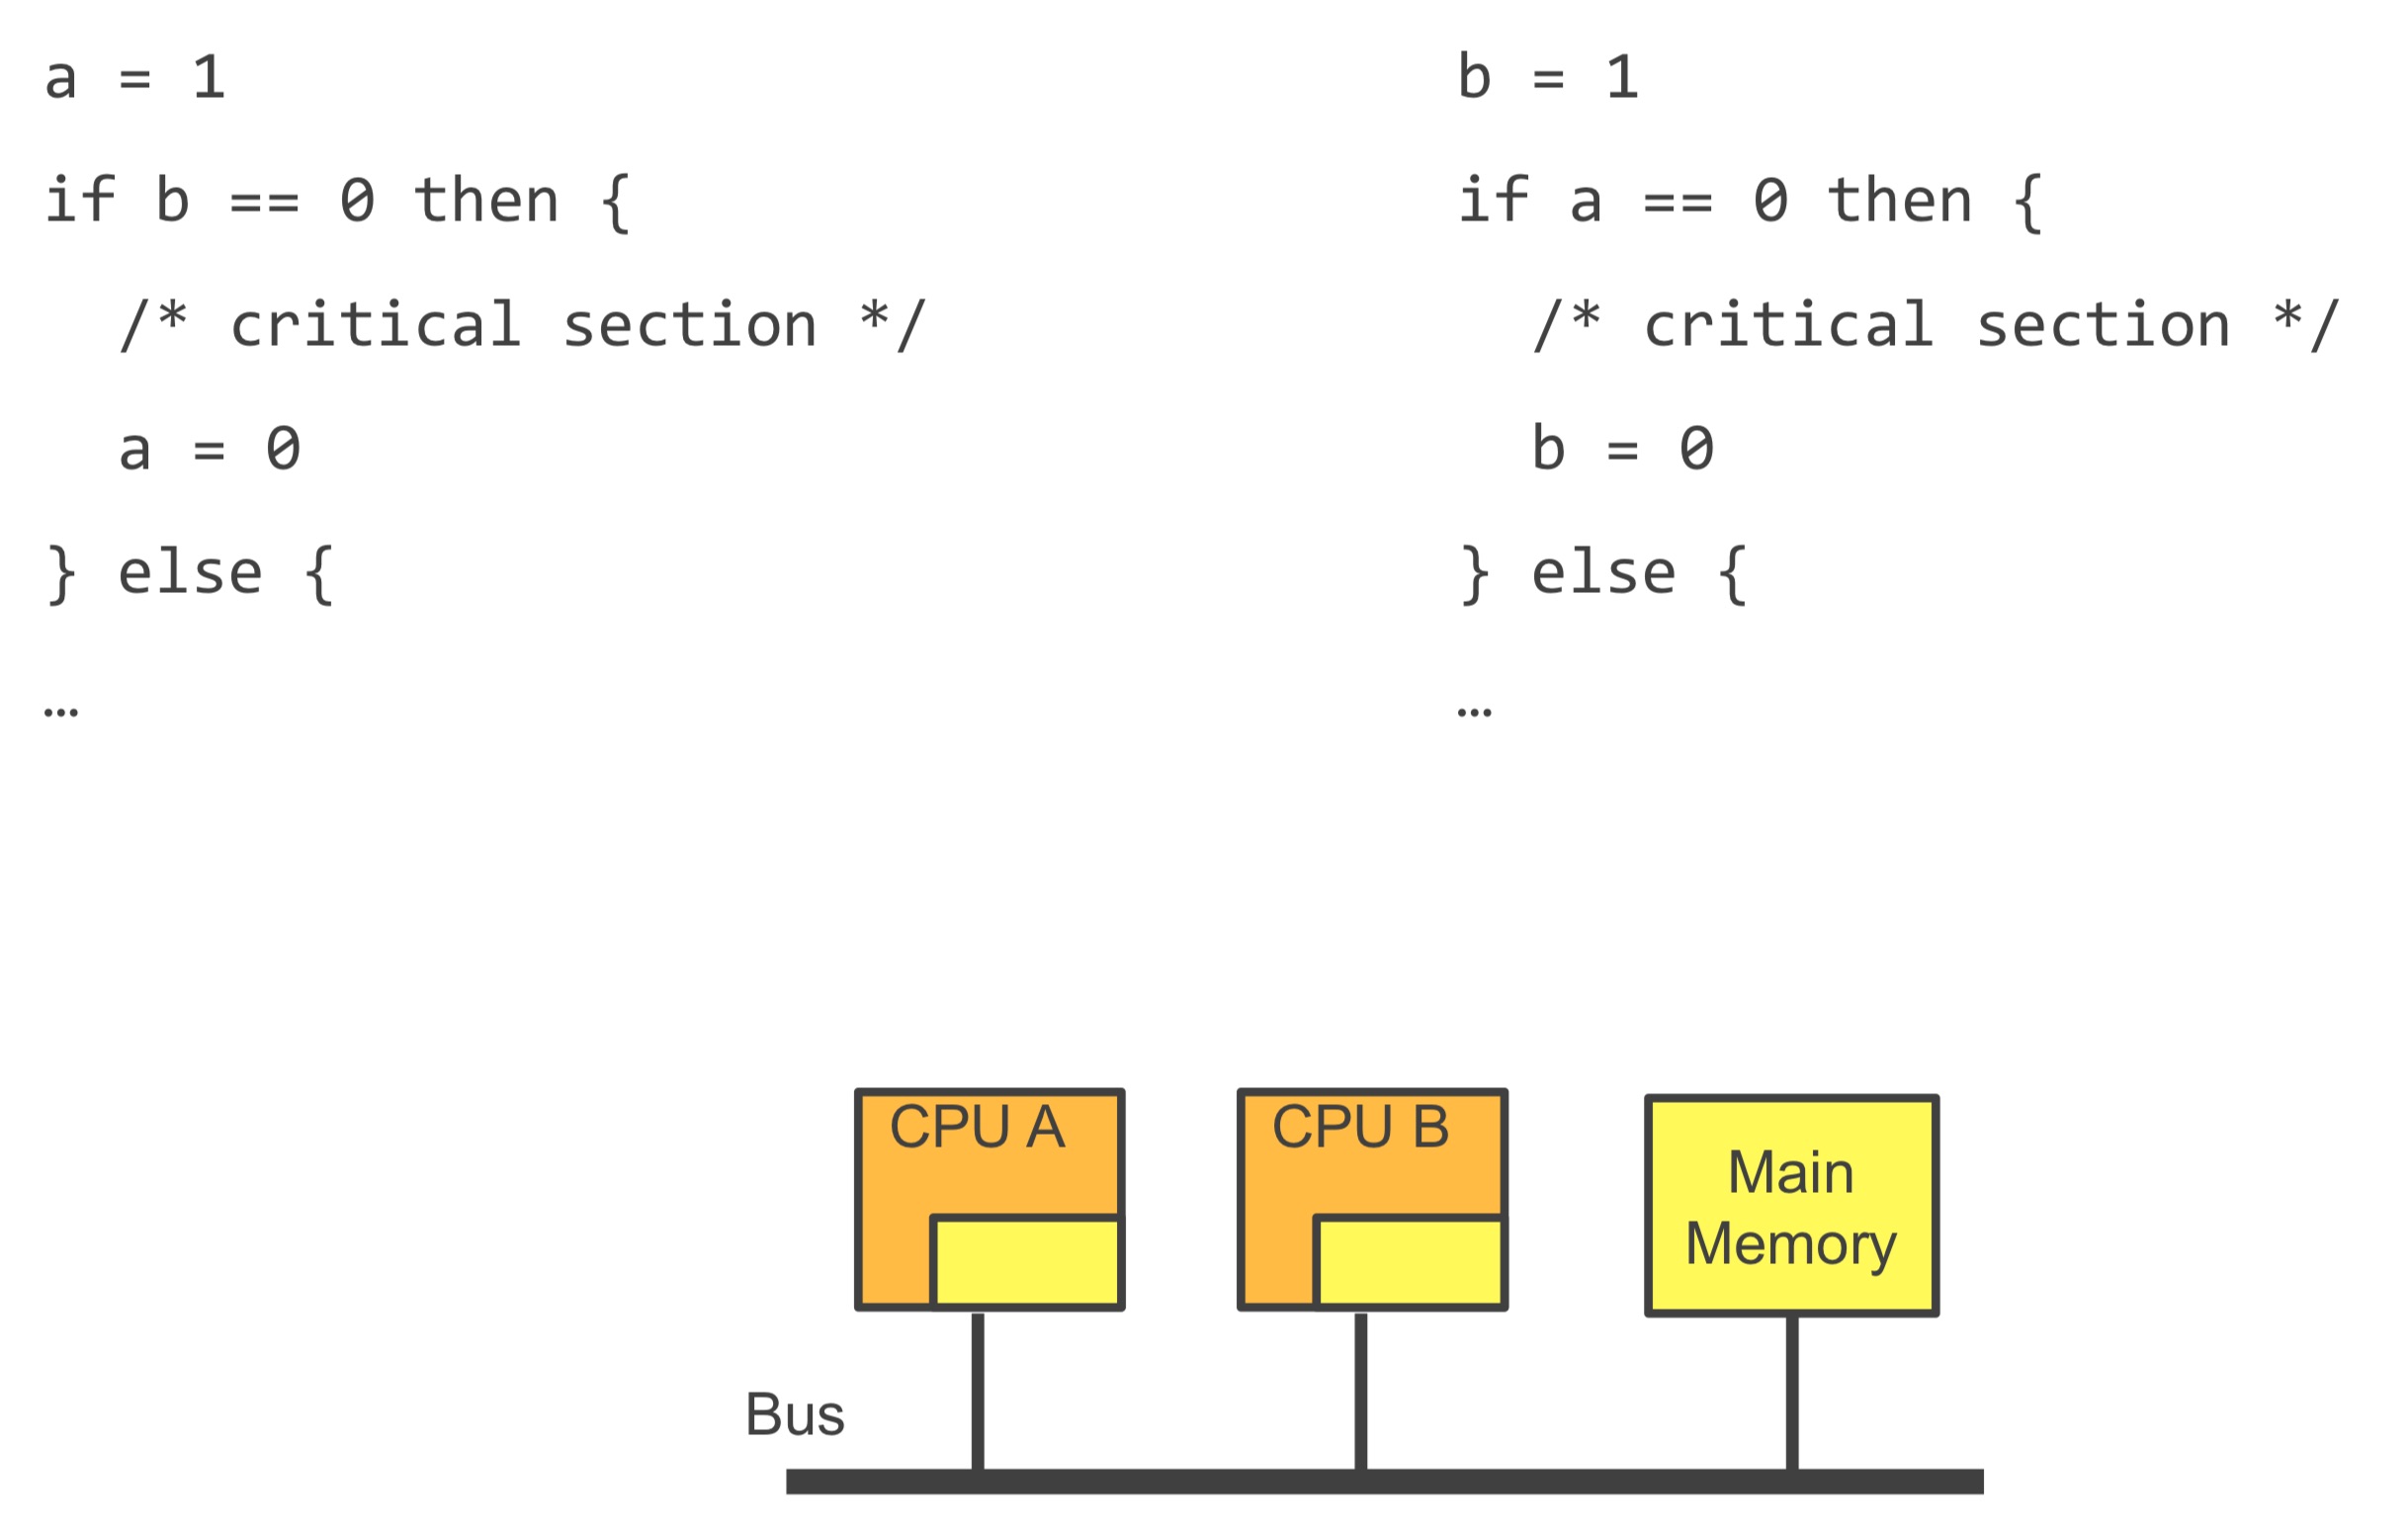 a = 1
if b == 0 then {
/* critical section */
a = 0
} else {
…
b = 1
if a == 0 then {
/* critical section */
b = 0
} else {
…
CPU A
CPU B
Main
Memory
Bus